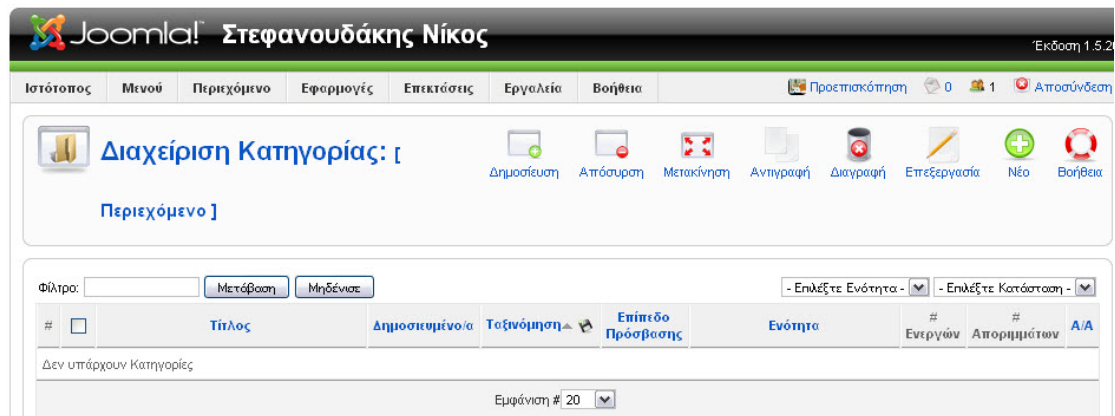 Joomla! Στεφανουδάκης Νίκος
Έκδοση 1.5.2
Ιστότοπος Μενού Περιεχόμενο Εφαρμογές Επεκτάσεις Εργαλεία Βοήθεια Προεπισκόπηση 0 1 Αποσύνδεση
Διαχείριση Κατηγορίας: [
Περιεχόμενο ]
Δημοσίευση Απόσυρση Μετακίνηση Αντιγραφή Διαγραφή Επεξεργασία Νέο Βοήθεια
Φίλτρο: Μετάβαση Μηδένισε - Επιλέξτε Ενότητα - - Επιλέξτε Κατάσταση -
# Τίτλος Δημοσιευμένο/α Ταξινόμηση Επίπεδο Πρόσβασης Ενότητα # Ενεργών # Απορριμμάτων Α/Α
Δεν υπάρχουν Κατηγορίες
Εμφάνιση # 20